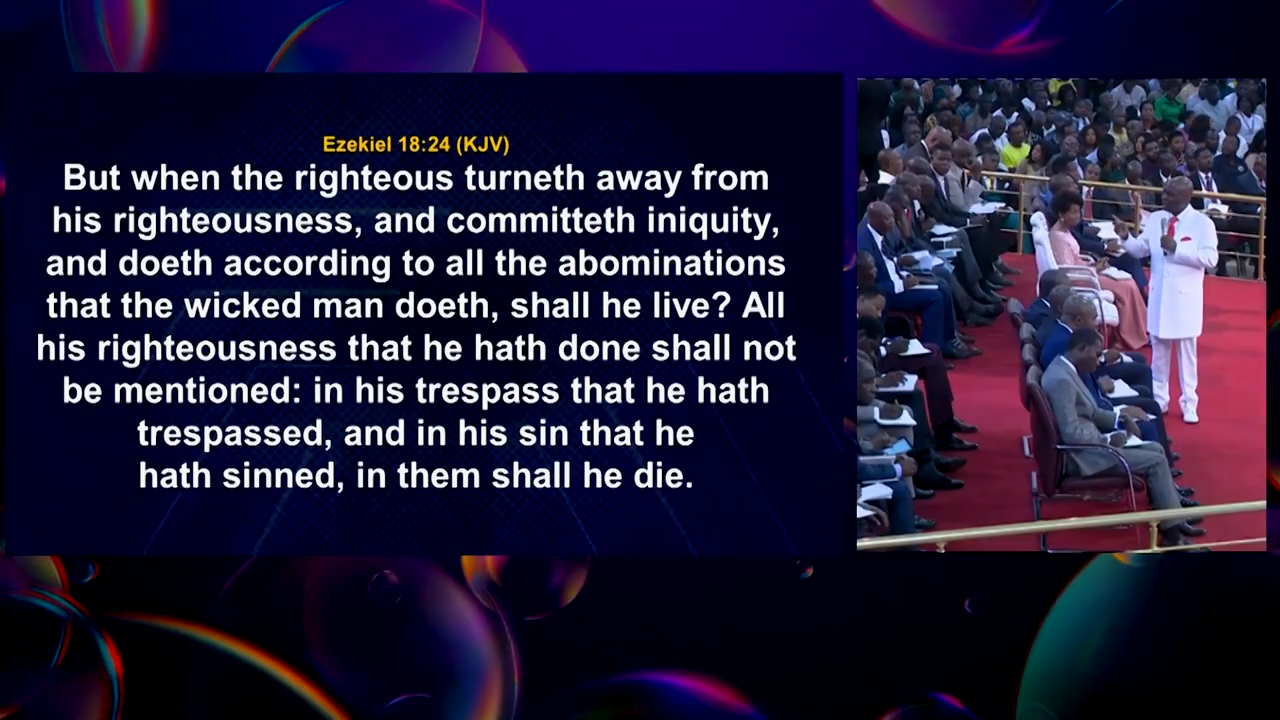 Ezekiel 18:24 (KJV)
But when the righteous turneth away from
his righteousness, and committeth iniquity,
and doeth according to all the abominations
that the wicked man doeth, shall he live? All
his righteousness that he hath done shall not
be mentioned: in his trespass that he hath
trespassed, and in his sin that he
hath sinned, in them shall he die.